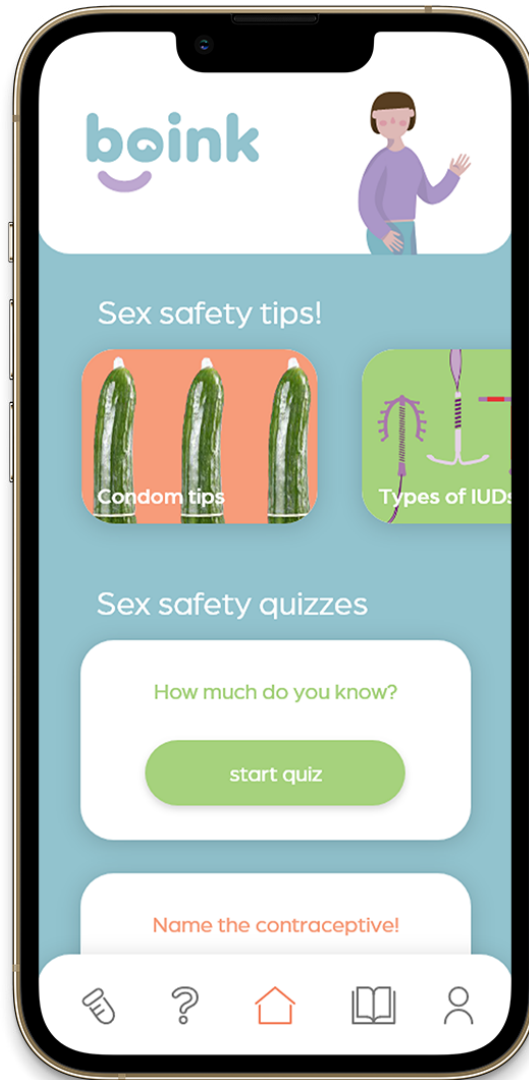 boink
Sex safety tips!
Condom tips
Types of IUDs
Sex safety quizzes
How much do you know?
start quiz
Name the contraceptive!